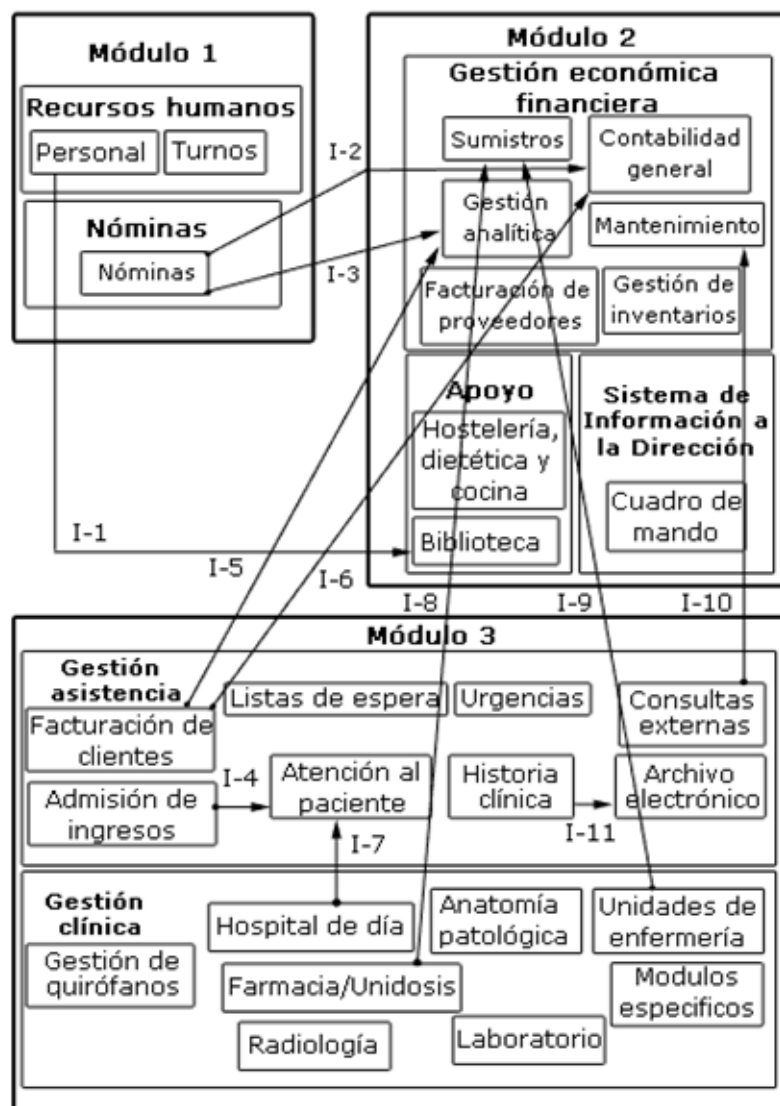 Módulo 1
Recursos humanos
Personal
Turnos
Nóminas
Nóminas
I-2
I-3
I-1
Módulo 2
Gestión económica
financiera
Sumistros
Contabilidad
general
Gestión
analítica
Mantenimiento
Facturación de
proveedores
Gestión de
inventarios
Apoyo
Hostelería,
dietética y
cocina
Biblioteca
Sistema de
Información a
la Dirección
Cuadro de
mando
I-5
I-6
I-8
I-9
I-10
Módulo 3
Gestión
asistencia
Facturación de
clientes
Listas de espera
Urgencias
Consultas
externas
Admisión de
ingresos
I-4
Atención al
paciente
Historia
clínica
Archivo
electrónico
I-7
I-11
Gestión
clínica
Hospital de día
Anatomía
patológica
Unidades de
enfermería
Gestión de
quirófanos
Farmacia/Unidosis
Modulos
especificos
Radiología
Laboratorio